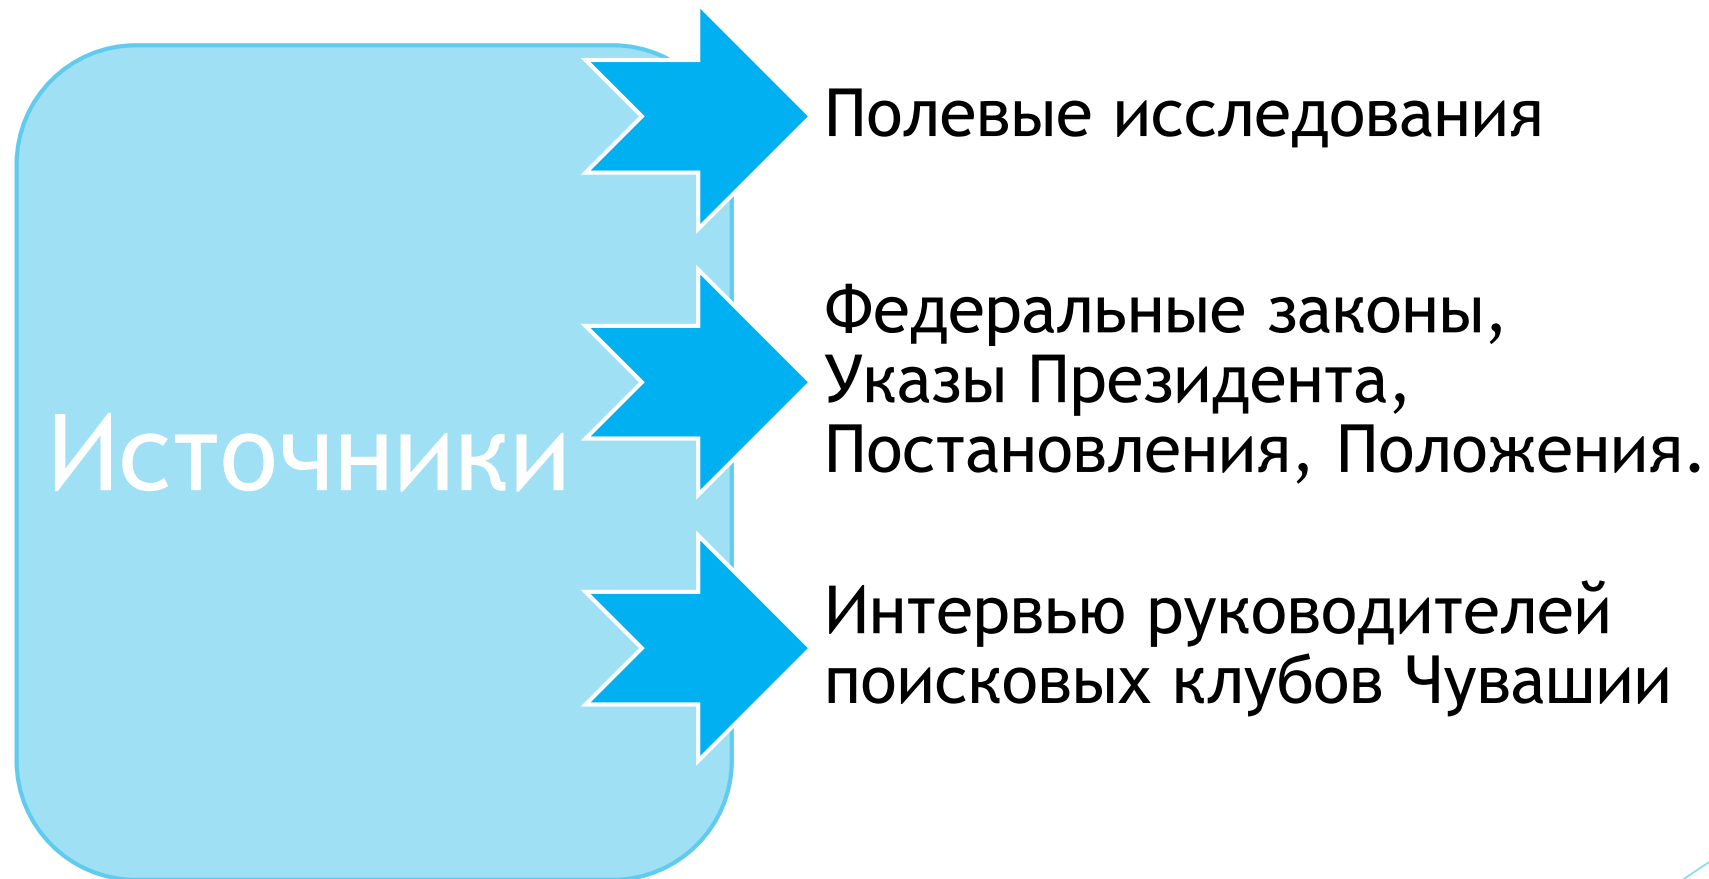 Источники
Полевые исследования
Федеральные законы,
Указы Президента,
Постановления, Положения.
Интервью руководителей
поисковых клубов Чувашии